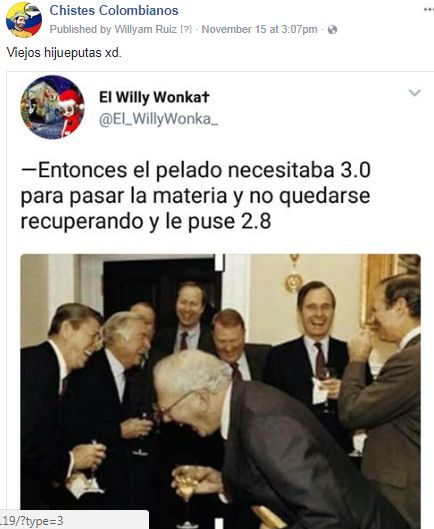 Chistes Colombianos
Published by Willyam Ruiz [?] · November 15 at 3:07pm ·
Viejos hijueputas xd.
El Willy Wonka†
@El_WillyWonka_
—Entonces el pelado necesitaba 3.0
para pasar la materia y no quedarse
recuperando y le puse 2.8
119/?type=3